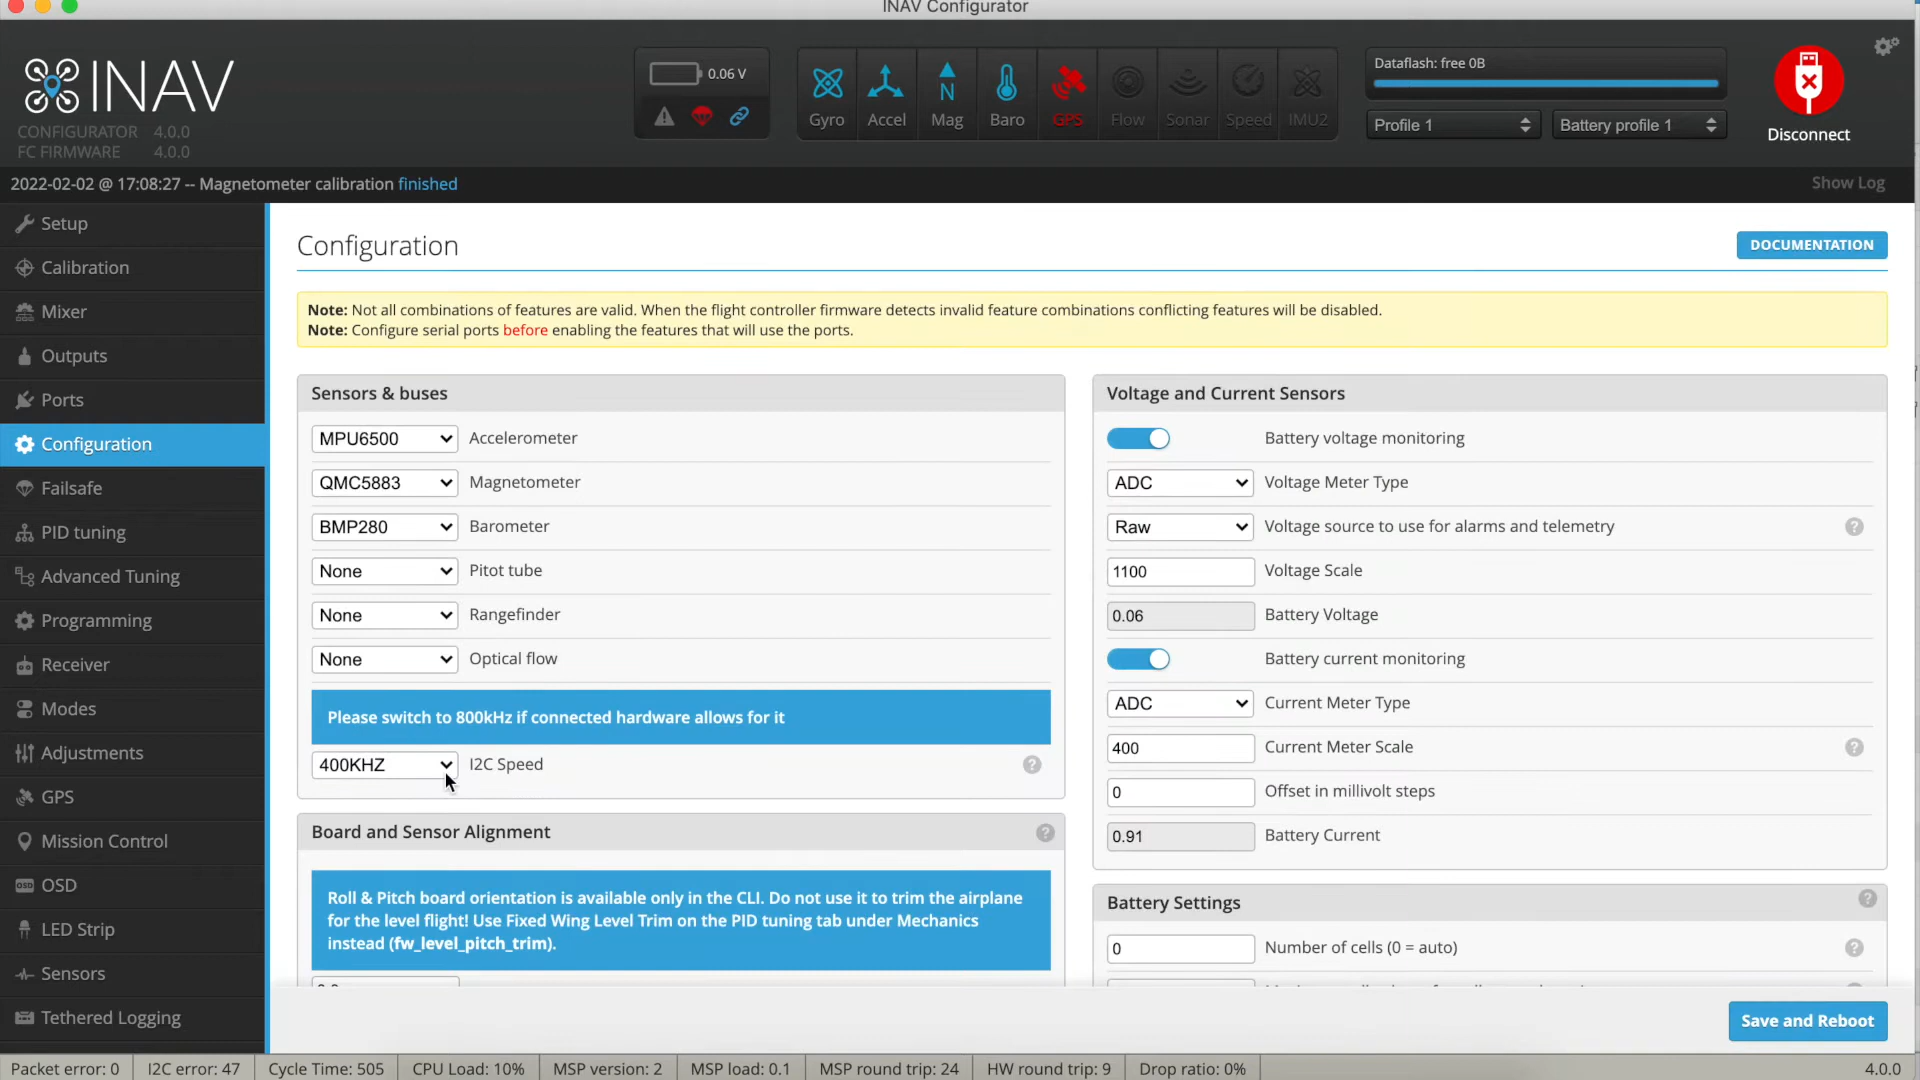 INAV Configurator
INAV
CONFIGURATOR 4.0.0
FC FIRMWARE 4.0.0
0.06 V
Gyro
Accel
N
Mag
Baro
GPS
Flow
Sonar
Speed
IMU2
Dataflash: free 0B
Profile 1
Battery profile 1
Disconnect
2022-02-02 @ 17:08:27 -- Magnetometer calibration finished
Show Log
Setup
Calibration
Mixer
Outputs
Ports
Configuration
Failsafe
PID tuning
Advanced Tuning
Programming
Receiver
Modes
Adjustments
GPS
Mission Control
OSD
LED Strip
Sensors
Tethered Logging
Configuration
DOCUMENTATION
Note: Not all combinations of features are valid. When the flight controller firmware detects invalid feature combinations conflicting features will be disabled.
Note: Configure serial ports before enabling the features that will use the ports.
Sensors & buses
MPU6500 Accelerometer
QMC5883 Magnetometer
BMP280 Barometer
None Pitot tube
None Rangefinder
None Optical flow
Please switch to 800kHz if connected hardware allows for it
400KHZ I2C Speed ?
Board and Sensor Alignment ?
Roll & Pitch board orientation is available only in the CLI. Do not use it to trim the airplane
for the level flight! Use Fixed Wing Level Trim on the PID tuning tab under Mechanics
instead (fw_level_pitch_trim).
Voltage and Current Sensors
Battery voltage monitoring
ADC Voltage Meter Type
Raw Voltage source to use for alarms and telemetry ?
1100 Voltage Scale
0.06 Battery Voltage
Battery current monitoring
ADC Current Meter Type
400 Current Meter Scale ?
0 Offset in millivolt steps
0.91 Battery Current
Battery Settings ?
0 Number of cells (0 = auto) ?
Save and Reboot
Packet error: 0 I2C error: 47 Cycle Time: 505 CPU Load: 10% MSP version: 2 MSP load: 0.1 MSP round trip: 24 HW round trip: 9 Drop ratio: 0% 4.0.0